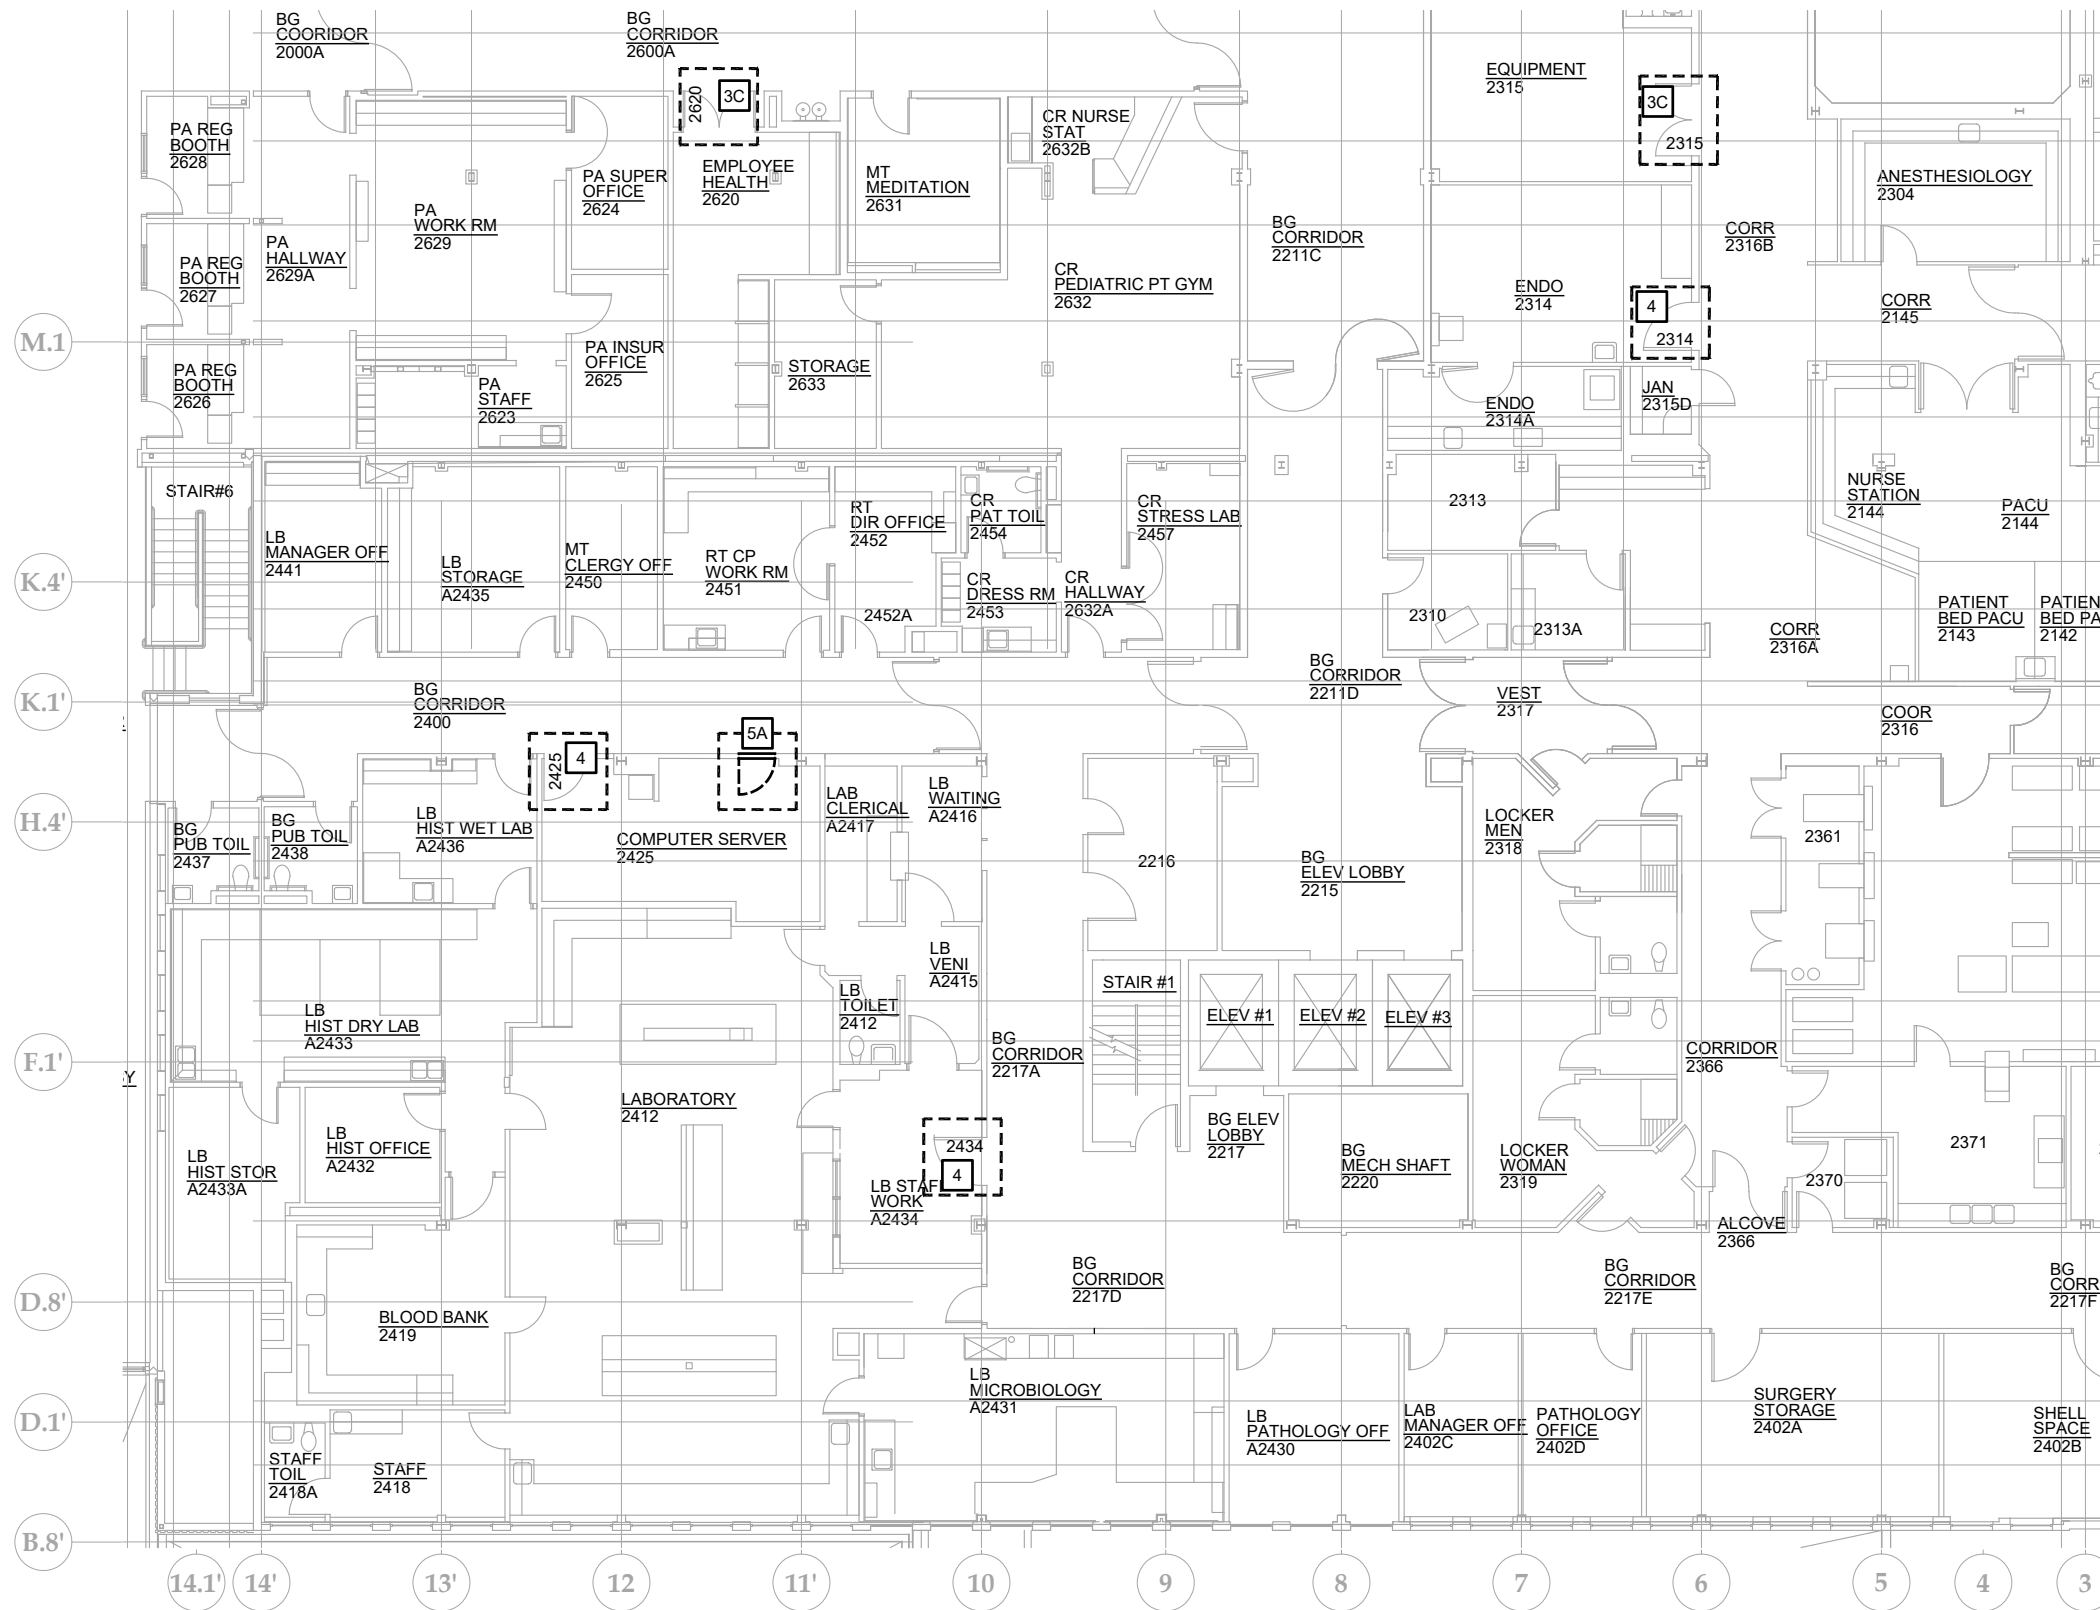 BG
COORIDOR
2000A
BG
CORRIDOR
2600A
EQUIPMENT
2315
3C
2620
3C
2315
PA REG
BOOTH
2628
CR NURSE
STAT
2632B
EMPLOYEE
HEALTH
2620
PA SUPER
OFFICE
2624
MT
MEDITATION
2631
ANESTHESIOLOGY
2304
PA
WORK RM
2629
PA
HALLWAY
2629A
PA REG
BOOTH
2627
BG
CORRIDOR
2211C
CORR
2316B
CR
PEDIATRIC PT GYM
2632
ENDO
2314
4
2314
CORR
2145
M.1
PA INSUR
OFFICE
2625
STORAGE
2633
PA REG
BOOTH
2626
PA
STAFF
2623
ENDO
2314A
JAN
2315D
STAIR#6
LB
MANAGER OFF
2441
LB
STORAGE
A2435
MT
CLERGY OFF
2450
RT CP
WORK RM
2451
RT
DIR OFFICE
2452
CR
PAT TOIL
2454
CR
STRESS LAB
2457
2313
NURSE
STATION
2144
PACU
2144
K.4'
2452A
CR
DRESS RM
2453
CR
HALLWAY
2632A
2310
2313A
CORR
2316A
PATIENT
BED PACU
2143
PATIEN
BED PA
2142
K.1'
BG
CORRIDOR
2400
BG
CORRIDOR
2211D
VEST
2317
COOR
2316
2425
4
5A
H.4'
BG
PUB TOIL
2437
BG
PUB TOIL
2438
LB
HIST WET LAB
A2436
COMPUTER SERVER
2425
LAB
CLERICAL
A2417
LB
WAITING
A2416
2216
BG
ELEV LOBBY
2215
LOCKER
MEN
2318
2361
LB
VENI
A2415
LB
TOILET
2412
STAIR #1
ELEV #1
ELEV #2
ELEV #3
LB
HIST DRY LAB
A2433
F.1'
Y
BG
CORRIDOR
2217A
CORRIDOR
2366
LABORATORY
2412
LB
HIST OFFICE
A2432
LB
HIST STOR
A2433A
2434
4
LB STAF
WORK
A2434
BG ELEV
LOBBY
2217
BG
MECH SHAFT
2220
LOCKER
WOMAN
2319
2371
2370
ALCOVE
2366
D.8'
BLOOD BANK
2419
BG
CORRIDOR
2217D
BG
CORRIDOR
2217E
BG
CORR
2217F
D.1'
LB
MICROBIOLOGY
A2431
LB
PATHOLOGY OFF
A2430
LAB
MANAGER OFF
2402C
PATHOLOGY
OFFICE
2402D
SURGERY
STORAGE
2402A
SHELL
SPACE
2402B
STAFF
TOIL
2418A
STAFF
2418
B.8'
14.1'
14'
13'
12
11'
10
9
8
7
6
5
4
3